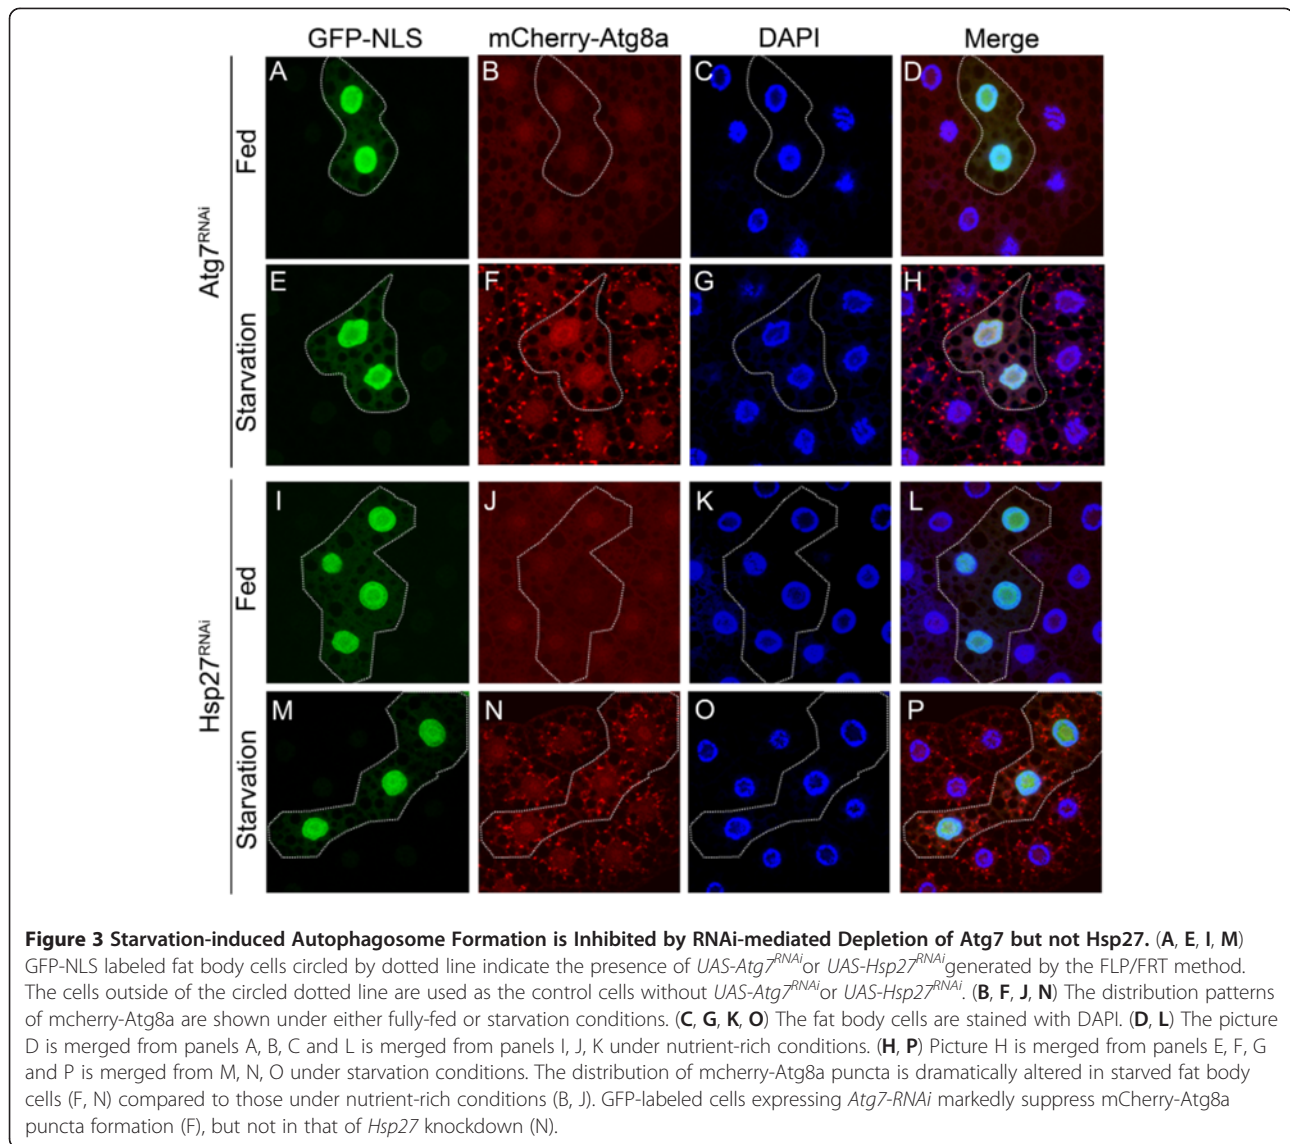 GFP-NLS mCherry-Atg8a DAPI Merge
Atg7RNAi
Fed
A B C D
Starvation
E F G H
Hsp27RNAi
Fed
I J K L
Starvation
M N O P
Figure 3 Starvation-induced Autophagosome Formation is Inhibited by RNAi-mediated Depletion of Atg7 but not Hsp27. (A, E, I, M)
GFP-NLS labeled fat body cells circled by dotted line indicate the presence of UAS-Atg7RNAi or UAS-Hsp27RNAi generated by the FLP/FRT method.
The cells outside of the circled dotted line are used as the control cells without UAS-Atg7RNAi or UAS-Hsp27RNAi. (B, F, J, N) The distribution patterns
of mcherry-Atg8a are shown under either fully-fed or starvation conditions. (C, G, K, O) The fat body cells are stained with DAPI. (D, L) The picture
D is merged from panels A, B, C and L is merged from panels I, J, K under nutrient-rich conditions. (H, P) Picture H is merged from panels E, F, G
and P is merged from M, N, O under starvation conditions. The distribution of mcherry-Atg8a puncta is dramatically altered in starved fat body
cells (F, N) compared to those under nutrient-rich conditions (B, J). GFP-labeled cells expressing Atg7-RNAi markedly suppress mCherry-Atg8a
puncta formation (F), but not in that of Hsp27 knockdown (N).